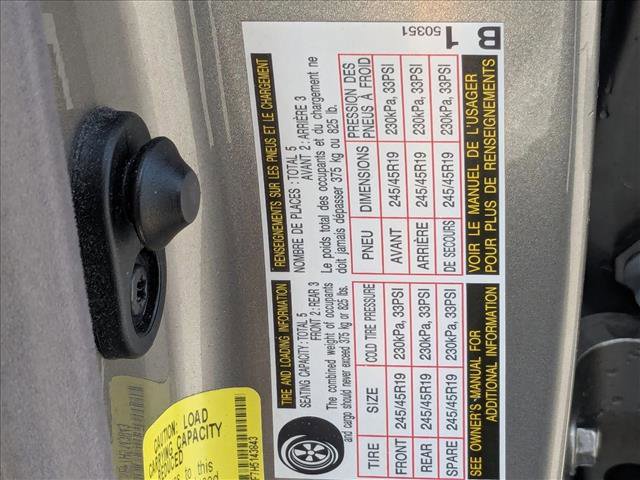 TIRE AND LOADING INFORMATION
SEATING CAPACITY: TOTAL 5
FRONT 2: REAR 3
The combined weight of occupants
and cargo should never exceed 375 kg or 825 lbs.
TIRE SIZE COLD TIRE PRESSURE
FRONT 245/45R19 230kPa, 33PSI
REAR 245/45R19 230kPa, 33PSI
SPARE 245/45R19 230kPa, 33PSI
SEE OWNER'S MANUAL FOR
ADDITIONAL INFORMATION
RENSEIGNEMENTS SUR LES PNEUS ET LE CHARGEMENT
NOMBRE DE PLACES : TOTAL 5
AVANT 2: ARRIÈRE 3
Le poids total des occupants et du chargement ne
doit jamais dépasser 375 kg ou 825 lb.
PNEU DIMENSIONS PRESSION DES
PNEUS À FROID
AVANT 245/45R19 230kPa, 33PSI
ARRIÈRE 245/45R19 230kPa, 33PSI
DE SECOURS 245/45R19 230kPa, 33PSI
VOIR LE MANUEL DE L'USAGER
POUR PLUS DE RENSEIGNEMENTS
B
1 50351
CAUTION: LOAD
CARRYING CAPACITY
REDUCED
to this